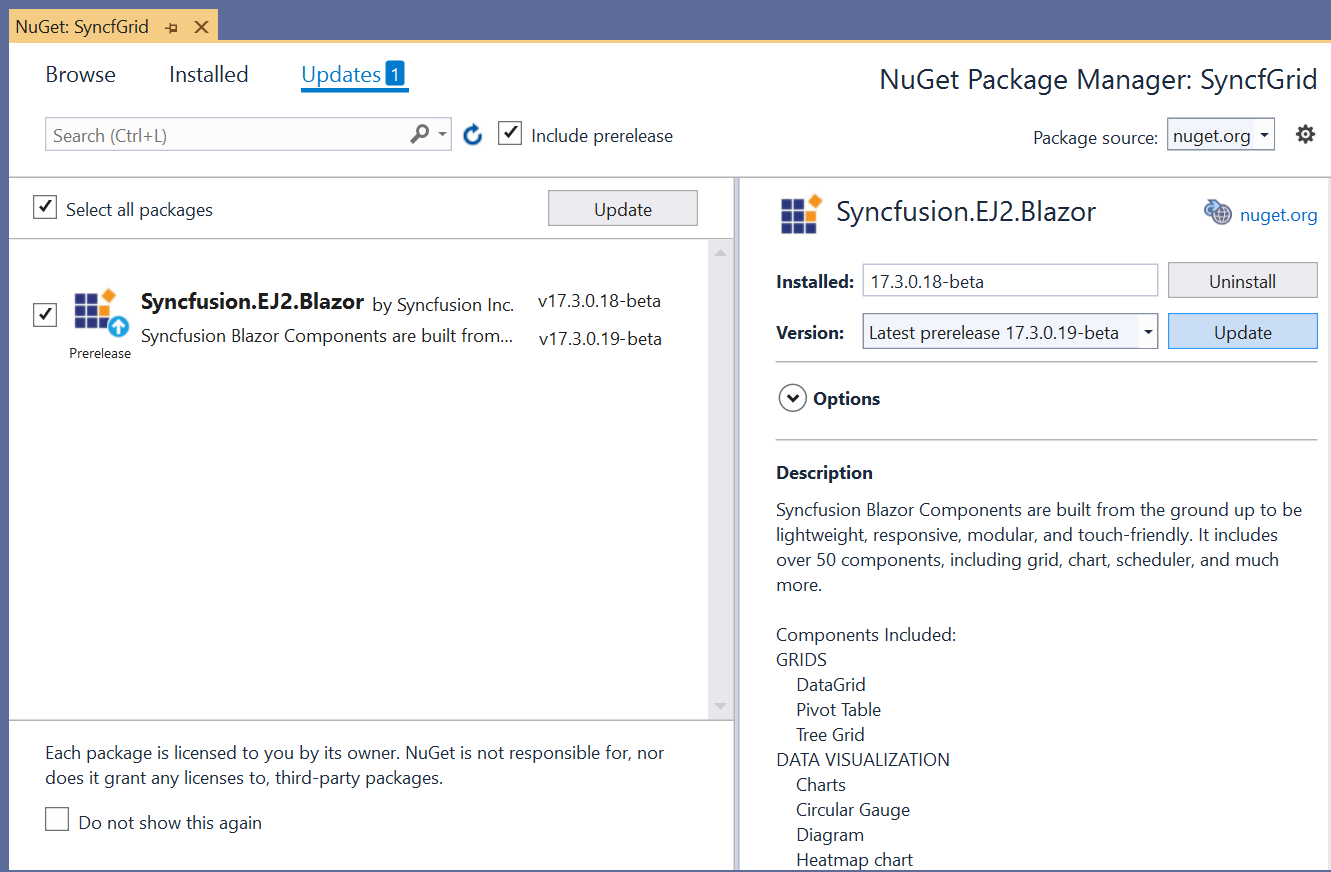 NuGet: SyncfGrid
Browse Installed Updates 1
NuGet Package Manager: SyncfGrid
Search (Ctrl+L)
Include prerelease
Package source: nuget.org
Select all packages
Update
Syncfusion.EJ2.Blazor by Syncfusion Inc.
v17.3.0.18-beta
Syncfusion Blazor Components are built from...
v17.3.0.19-beta
Prerelease
Each package is licensed to you by its owner. NuGet is not responsible for, nor
does it grant any licenses to, third-party packages.
Do not show this again
Syncfusion.EJ2.Blazor
nuget.org
Installed: 17.3.0.18-beta Uninstall
Version: Latest prerelease 17.3.0.19-beta Update
Options
Description
Syncfusion Blazor Components are built from the ground up to be
lightweight, responsive, modular, and touch-friendly. It includes
over 50 components, including grid, chart, scheduler, and much
more.
Components Included:
GRIDS
DataGrid
Pivot Table
Tree Grid
DATA VISUALIZATION
Charts
Circular Gauge
Diagram
Heatmap chart